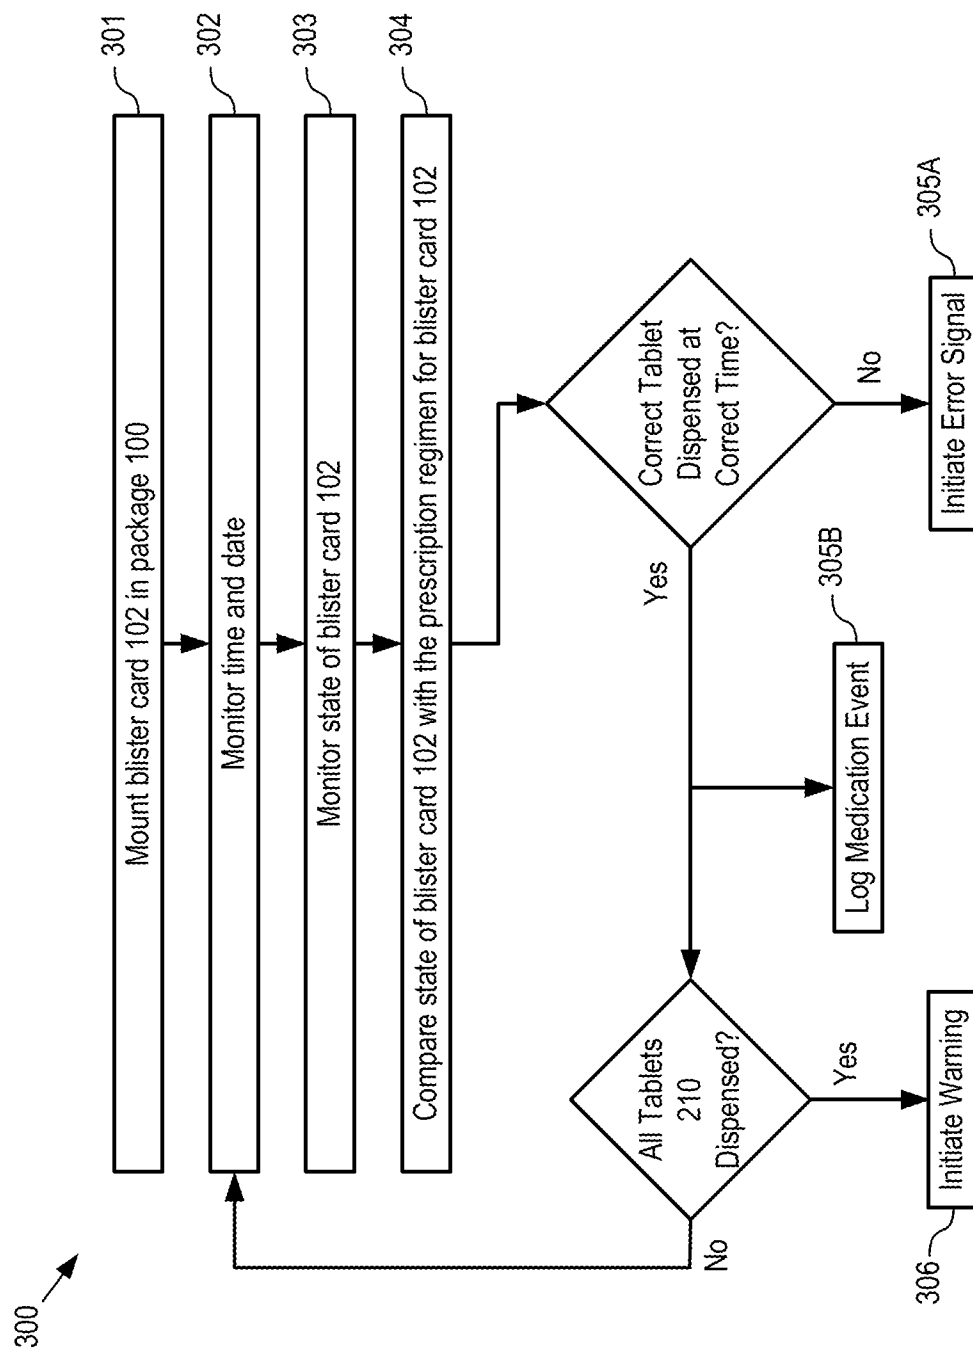 300
Mount blister card 102 in package 100
301
Monitor time and date
302
Monitor state of blister card 102
303
Compare state of blister card 102 with the prescription regimen for blister card 102
304
Correct Tablet
Dispensed at
Correct Time?
Yes
No
All Tablets
210
Dispensed?
No
Yes
Log Medication Event
305B
Initiate Error Signal
305A
Initiate Warning
306